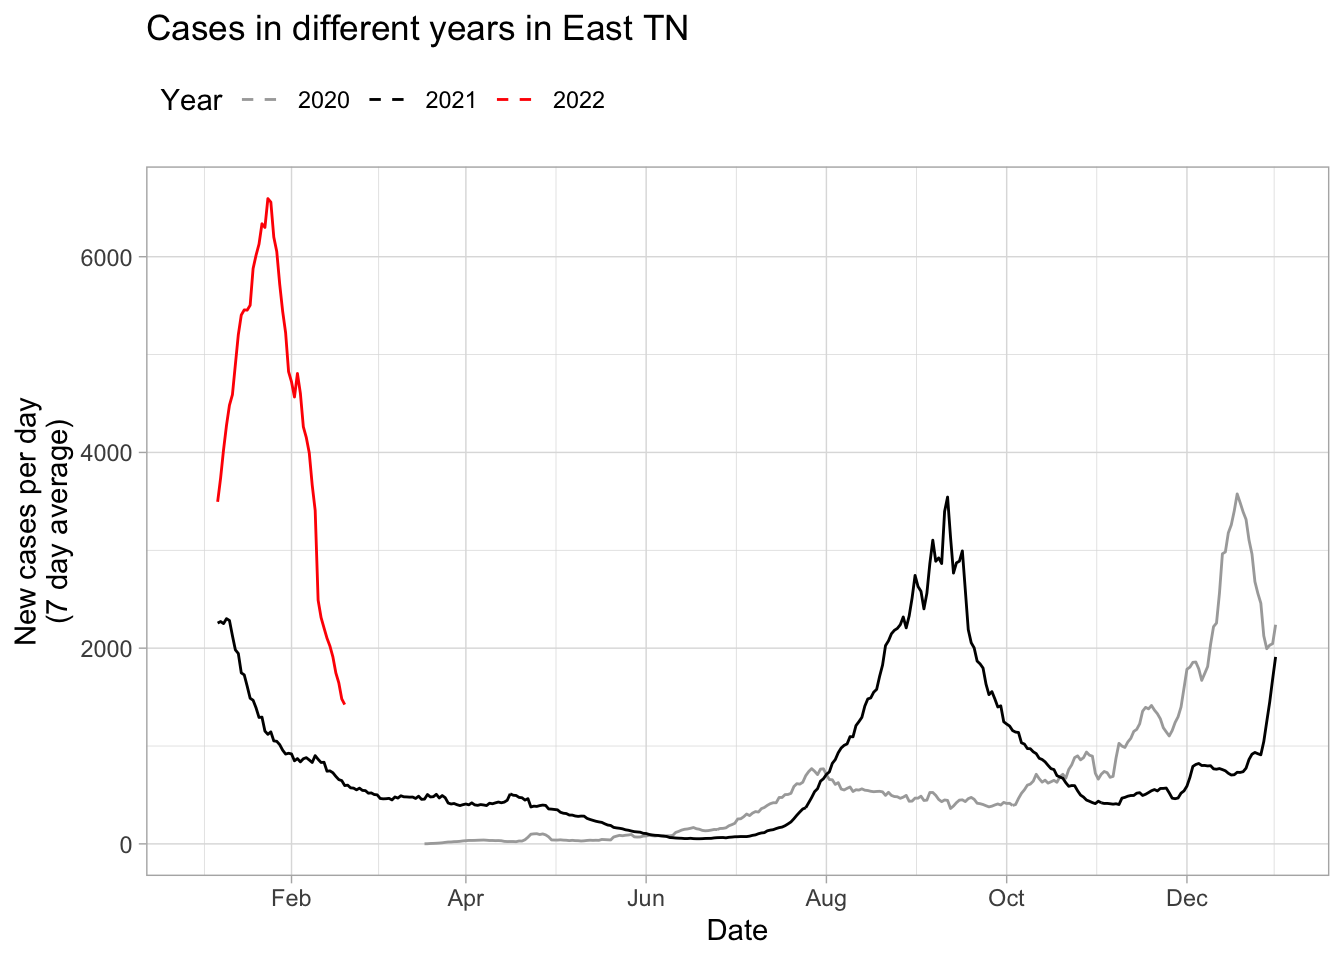 Cases in different years in East TN
Year 2020 2021 2022
New cases per day
(7 day average)
6000
4000
2000
0
Feb Apr Jun Aug Oct Dec
Date